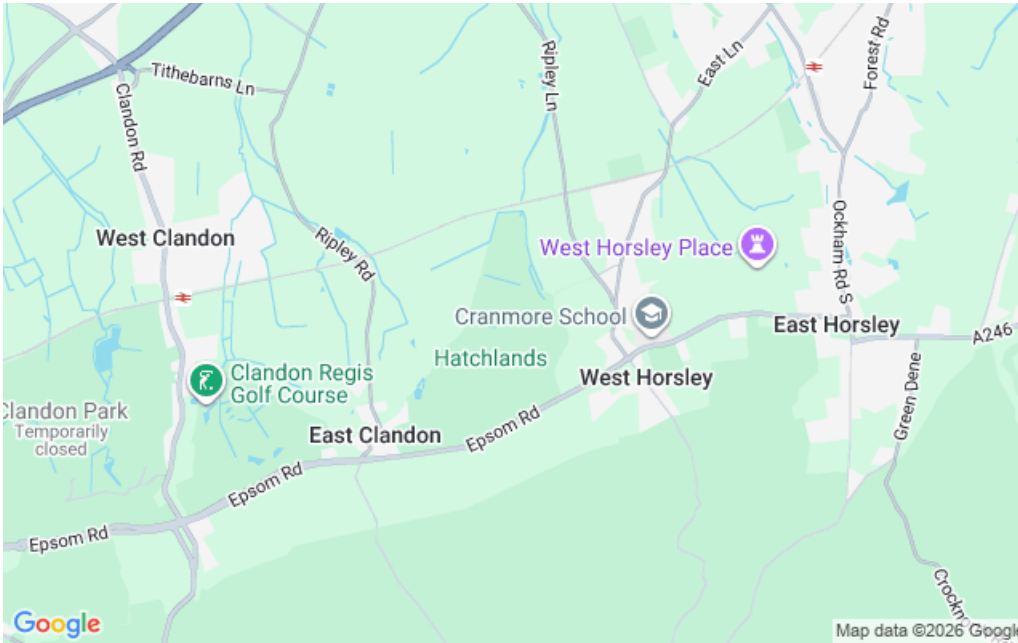 Tithebarns Ln
Clandon Rd
Ripley Ln
East Ln
Forest Rd
West Clandon
Ripley Rd
West Horsley Place
Ockham Rd S
Cranmore School
East Horsley
A246
Hatchlands
West Horsley
Clandon Regis
Golf Course
Green Dene
Clandon Park
Temporarily
closed
East Clandon
Epsom Rd
Epsom Rd
Epsom Rd
Google
Map data ©2026 Google